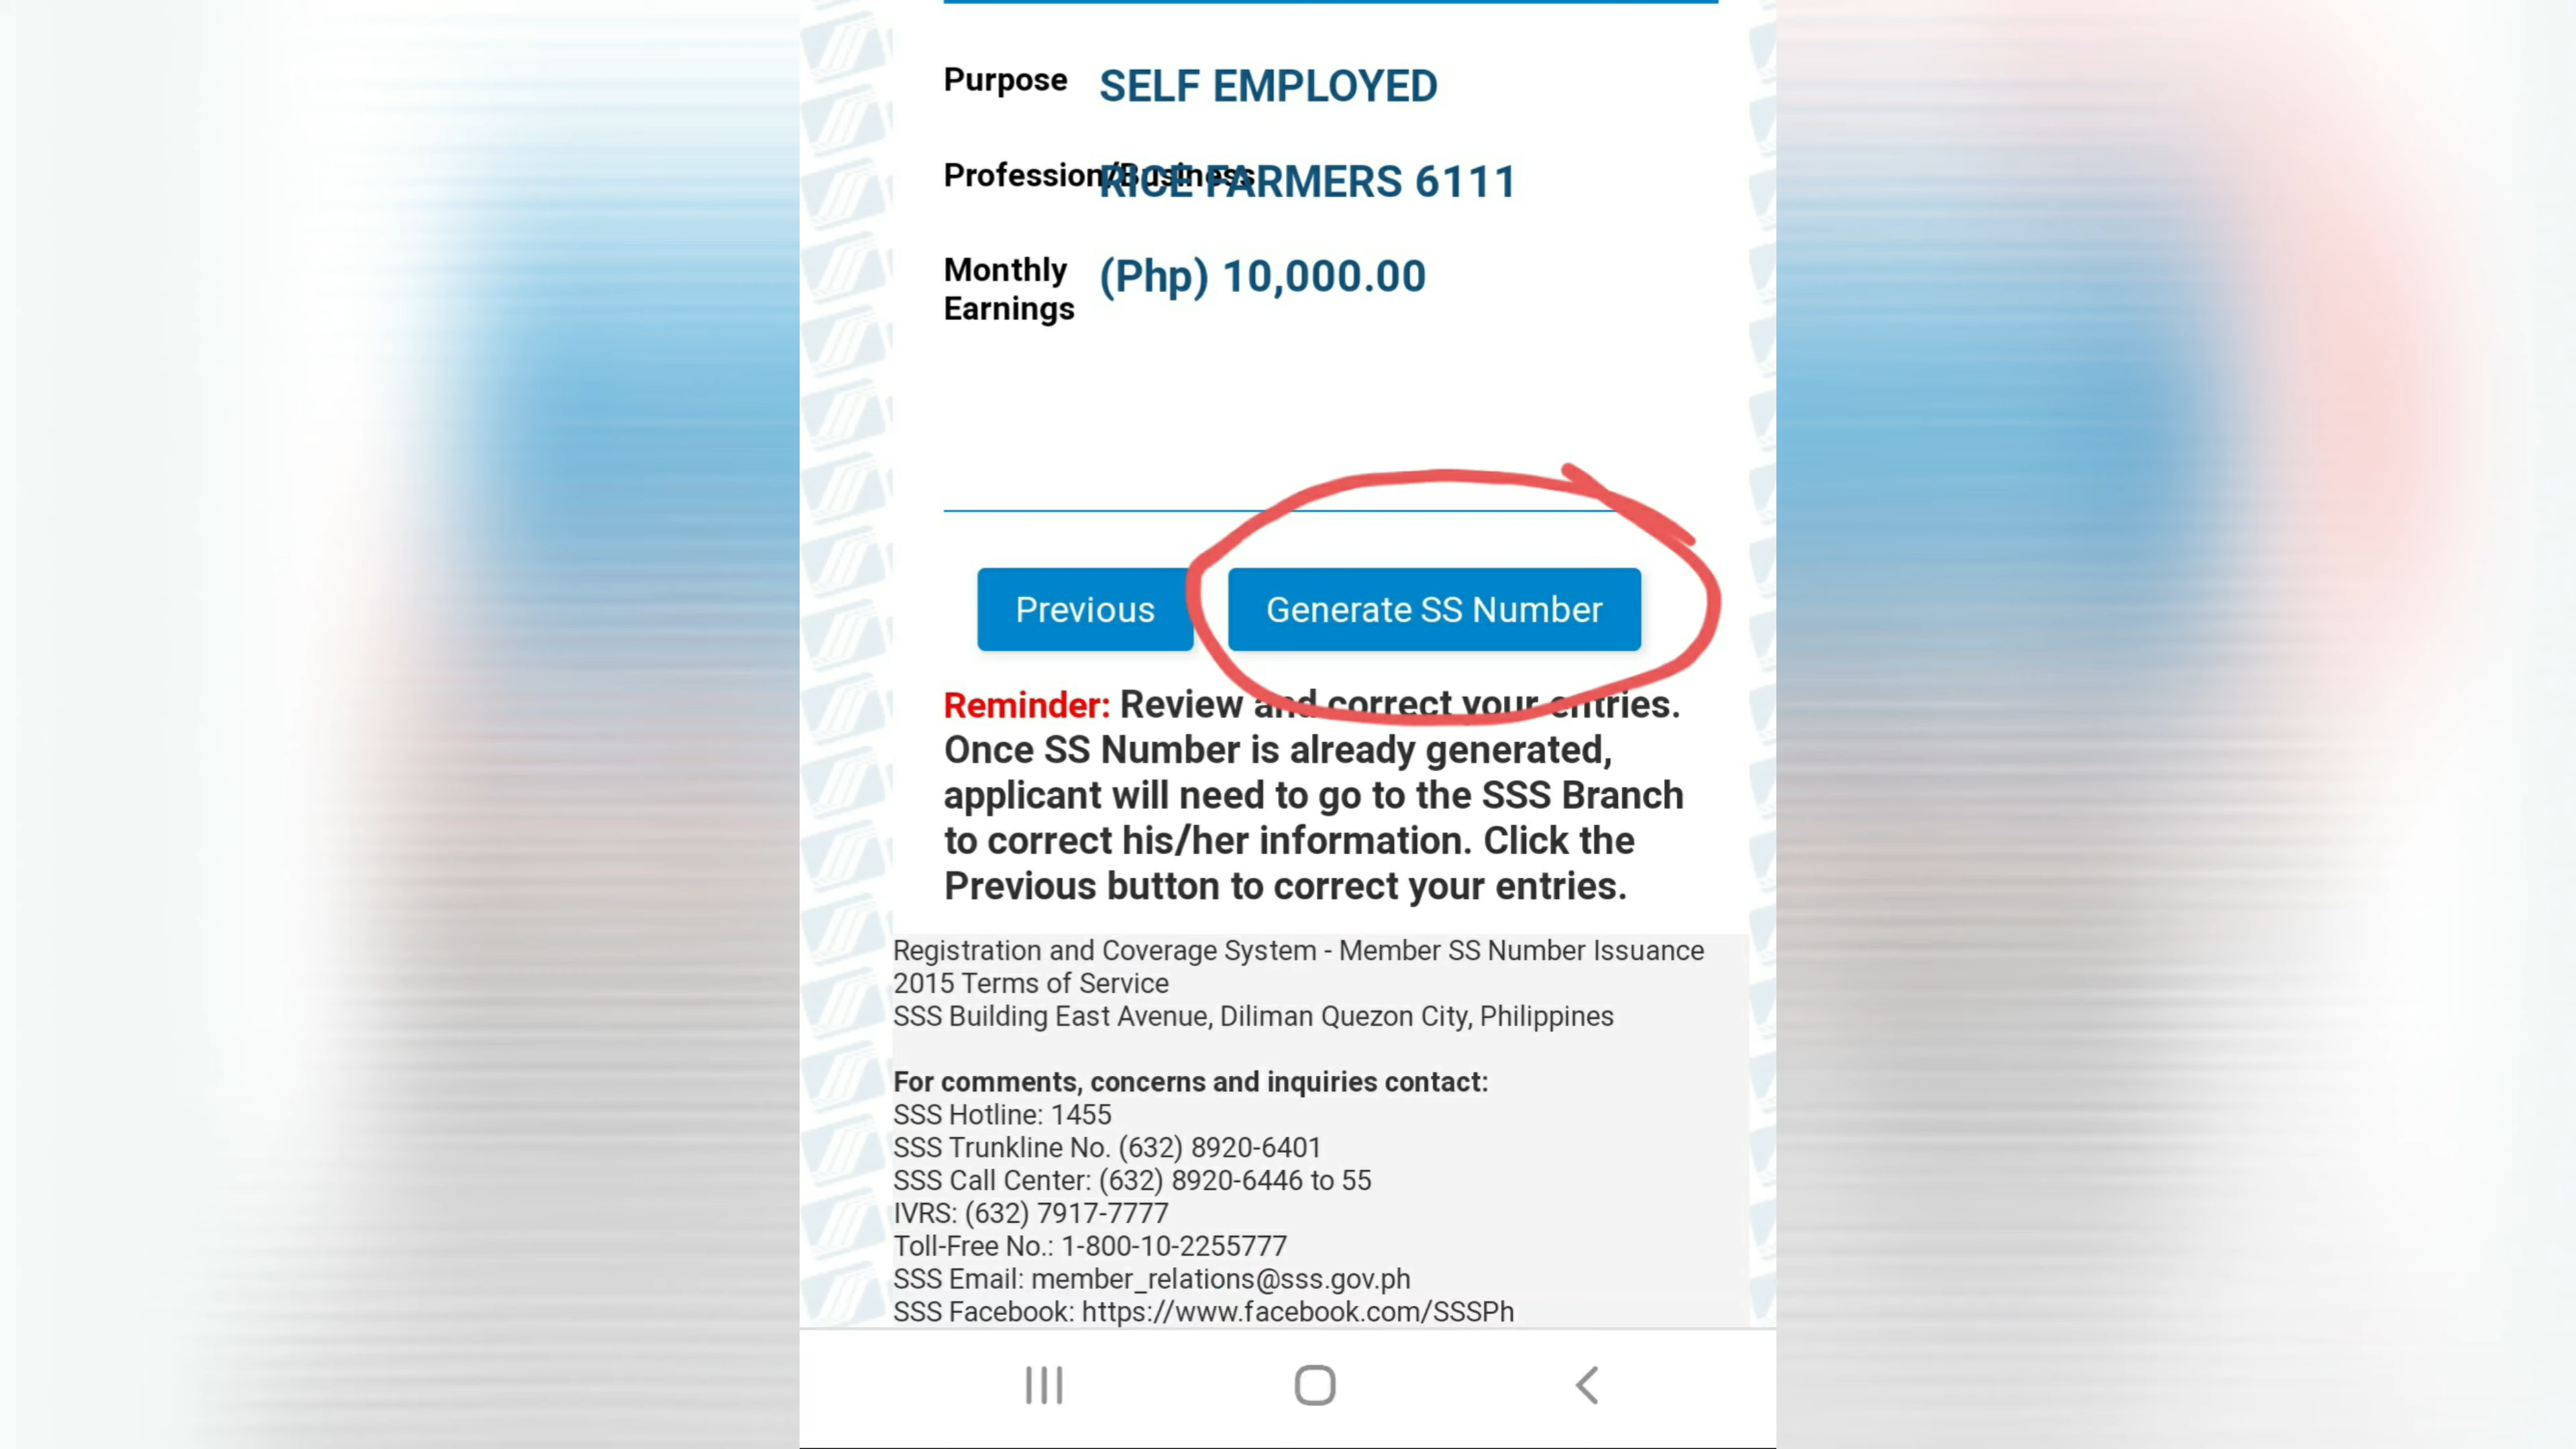 Purpose SELF EMPLOYED
Profession/Business RICE FARMERS 6111
Monthly (Php) 10,000.00
Earnings
Previous Generate SS Number
Reminder: Review and correct your entries.
Once SS Number is already generated,
applicant will need to go to the SSS Branch
to correct his/her information. Click the
Previous button to correct your entries.
Registration and Coverage System - Member SS Number Issuance
2015 Terms of Service
SSS Building East Avenue, Diliman Quezon City, Philippines
For comments, concerns and inquiries contact:
SSS Hotline: 1455
SSS Trunkline No. (632) 8920-6401
SSS Call Center: (632) 8920-6446 to 55
IVRS: (632) 7917-7777
Toll-Free No.: 1-800-10-2255777
SSS Email: member_relations@sss.gov.ph
SSS Facebook: https://www.facebook.com/SSSPh